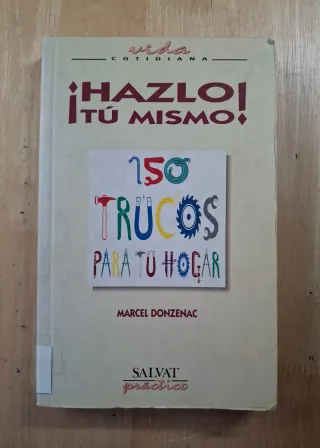 vida
COTIDIANA
¡HAZLO
TÚ MISMO!
150
TRUCOS
PARA TU HOGAR
MARCEL DONZENAC
SALVAT
práctico